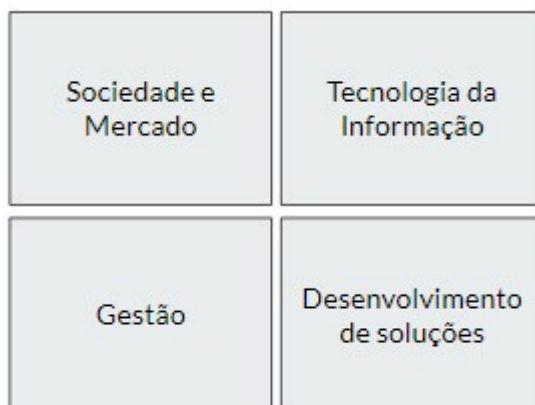 Sociedade e
Mercado
Tecnologia da
Informação
Gestão
Desenvolvimento
de soluções